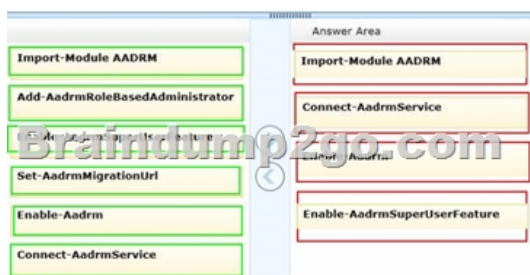 Answer Area
Import-Module AADRM
Import-Module AADRM
Add-AadrmRoleBasedAdministrator
Connect-AadrmService
Braindump2go.com
Set-AadrmMigrationUrl
Enable-Aadrm
Enable-AadrmSuperUserFeature
Connect-AadrmService